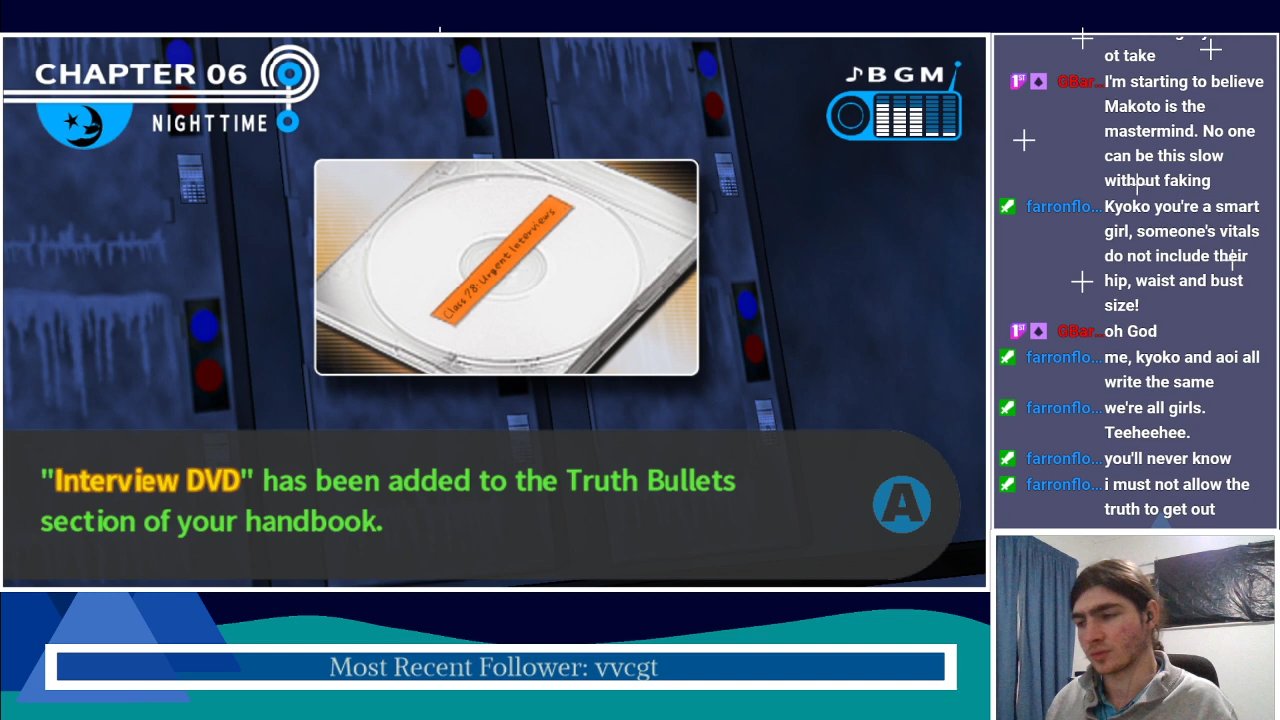 CHAPTER 06
NIGHT TIME
♪BGM
Class 78: Urgent Interviews
"Interview DVD" has been added to the Truth Bullets
section of your handbook.
A
Most Recent Follower: vvcgt
ot take
1ST GBar... I'm starting to believe
Makoto is the
mastermind. No one
can be this slow
without faking
farronflo... Kyoko you're a smart
girl, someone's vitals
do not include their
hip, waist and bust
size!
1ST GBar... oh God
farronflo... me, kyoko and aoi all
write the same
farronflo... we're all girls.
Teeheehee.
farronflo... you'll never know
farronflo... i must not allow the
truth to get out